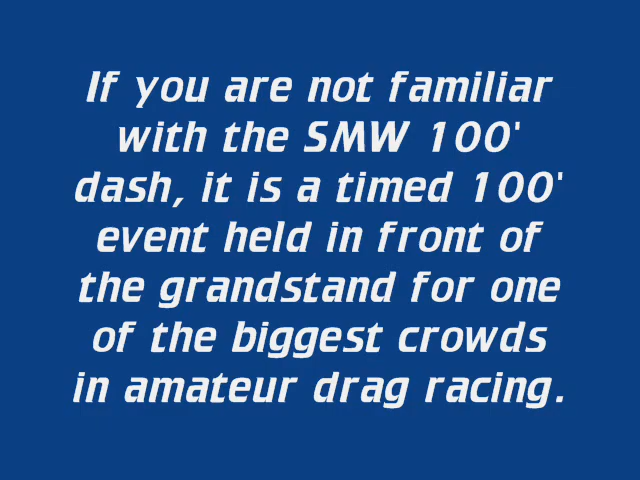 If you are not familiar
with the SMW 100'
dash, it is a timed 100'
event held in front of
the grandstand for one
of the biggest crowds
in amateur drag racing.